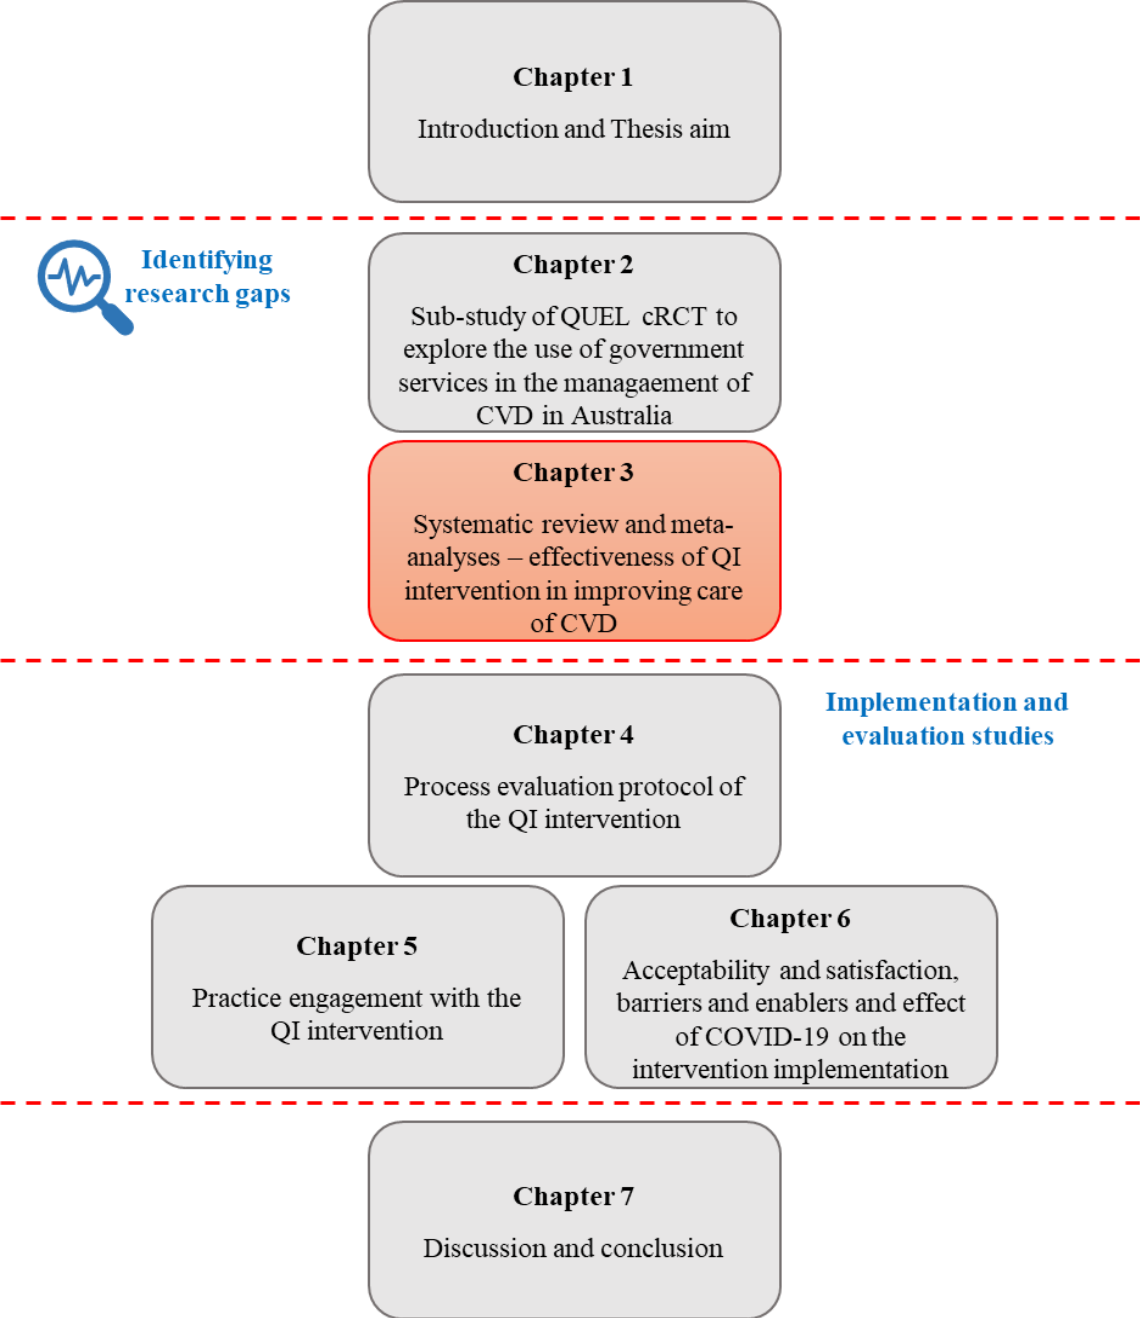 Chapter 1
Introduction and Thesis aim
Identifying
research gaps
Chapter 2
Sub-study of QUEL cRCT to
explore the use of government
services in the managaement of
CVD in Australia
Chapter 3
Systematic review and meta-
analyses – effectiveness of QI
intervention in improving care
of CVD
Implementation and
evaluation studies
Chapter 4
Process evaluation protocol of
the QI intervention
Chapter 5
Practice engagement with the
QI intervention
Chapter 6
Acceptability and satisfaction,
barriers and enablers and effect
of COVID-19 on the
intervention implementation
Chapter 7
Discussion and conclusion